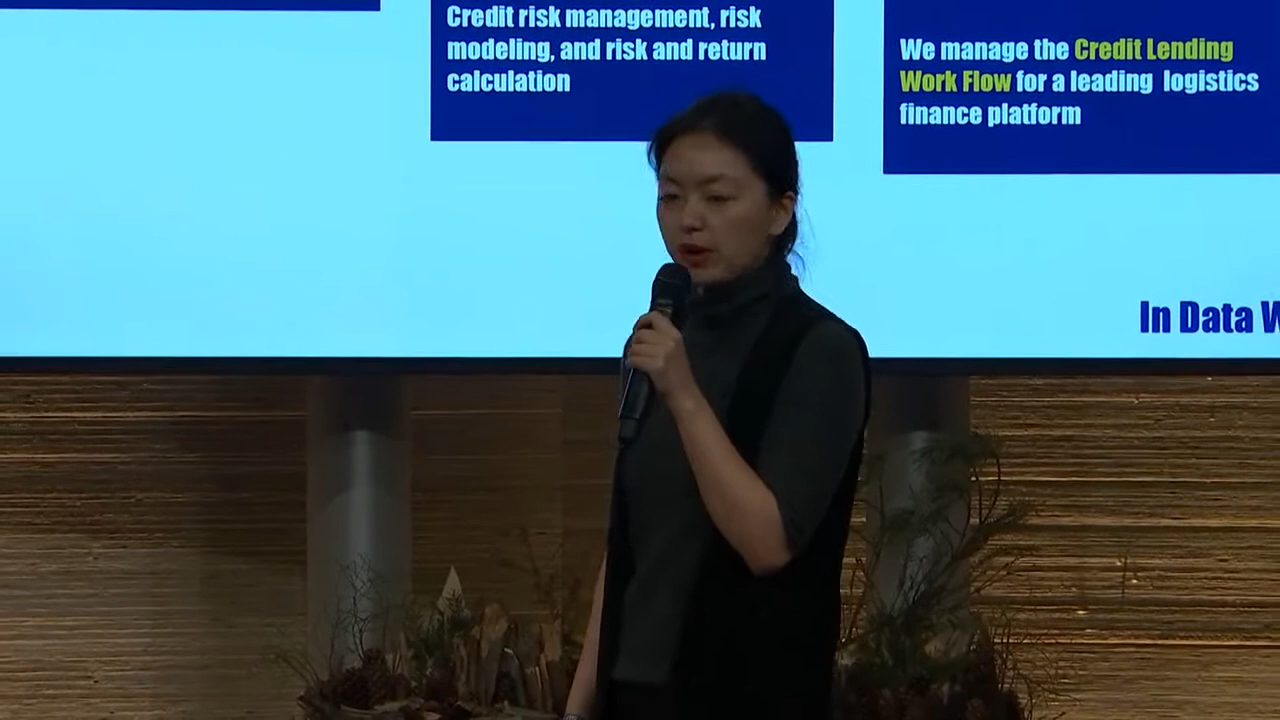 Credit risk management, risk
modeling, and risk and return
calculation
We manage the Credit Lending
Work Flow for a leading logistics
finance platform
In Data